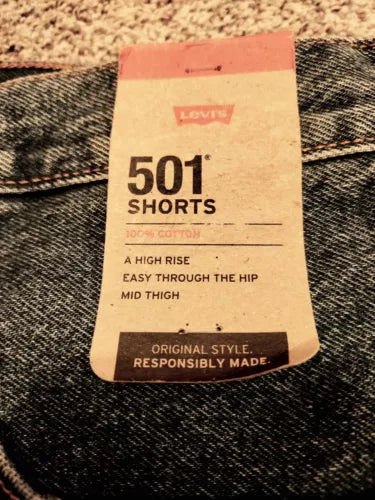 Levi's
501®
SHORTS
100% COTTON
A HIGH RISE
EASY THROUGH THE HIP
MID THIGH
ORIGINAL STYLE.
RESPONSIBLY MADE.